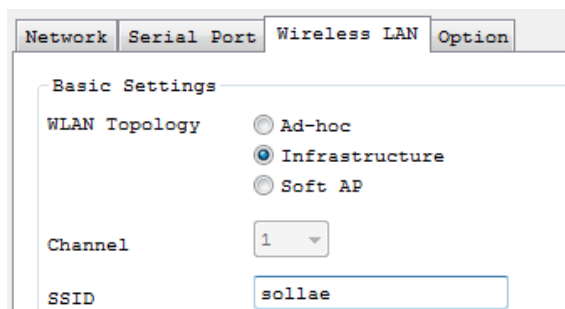 Network Serial Port Wireless LAN Option
Basic Settings
WLAN Topology Ad-hoc
Infrastructure
Soft AP
Channel 1
SSID sollae